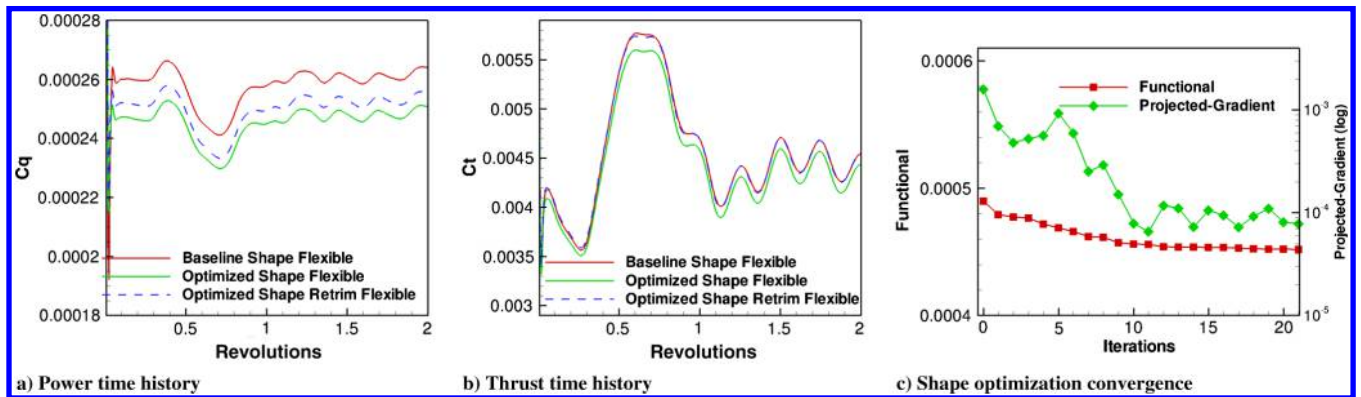 0.00028
0.00026
0.00024
0.00022
0.0002
0.00018
Cq
Baseline Shape Flexible
Optimized Shape Flexible
Optimized Shape Retrim Flexible
0.5
1
1.5
2
Revolutions
a) Power time history
0.0055
0.005
0.0045
0.004
0.0035
0.003
Ct
Baseline Shape Flexible
Optimized Shape Flexible
Optimized Shape Retrim Flexible
0.5
1
1.5
2
Revolutions
b) Thrust time history
0.0006
0.0005
0.0004
Functional
Functional
Projected-Gradient
10-3
10-4
10-5
Projected-Gradient (log)
0
5
10
15
20
Iterations
c) Shape optimization convergence